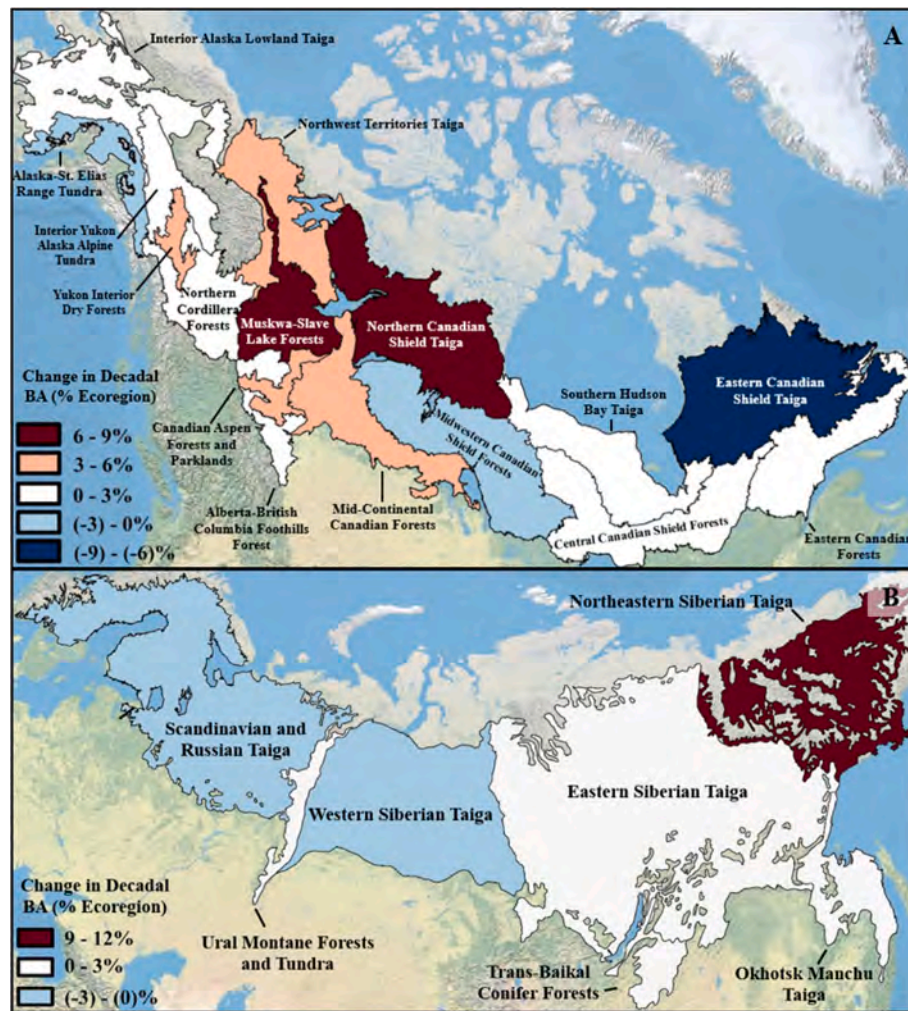 A
Interior Alaska Lowland Taiga
Northwest Territories Taiga
Alaska-St. Elias
Range Tundra
Interior Yukon
Alaska Alpine
Tundra
Yukon Interior
Dry Forests
Northern
Cordillera
Forests
Muskwa-Slave
Lake Forests
Northern Canadian
Shield Taiga
Eastern Canadian
Shield Taiga
Southern Hudson
Bay Taiga
Midwestern Canadian
Shield Forests
Canadian Aspen
Forests and
Parklands
Alberta-British
Columbia Foothills
Forest
Mid-Continental
Canadian Forests
Central Canadian Shield Forests
Eastern Canadian
Forests
Change in Decadal
BA (% Ecoregion)
6 - 9%
3 - 6%
0 - 3%
(-3) - 0%
(-9) - (-6)%
B
Northeastern Siberian Taiga
Scandinavian and
Russian Taiga
Western Siberian Taiga
Eastern Siberian Taiga
Ural Montane Forests
and Tundra
Trans-Baikal
Conifer Forests
Okhotsk Manchu
Taiga
Change in Decadal
BA (% Ecoregion)
9 - 12%
0 - 3%
(-3) - (0)%